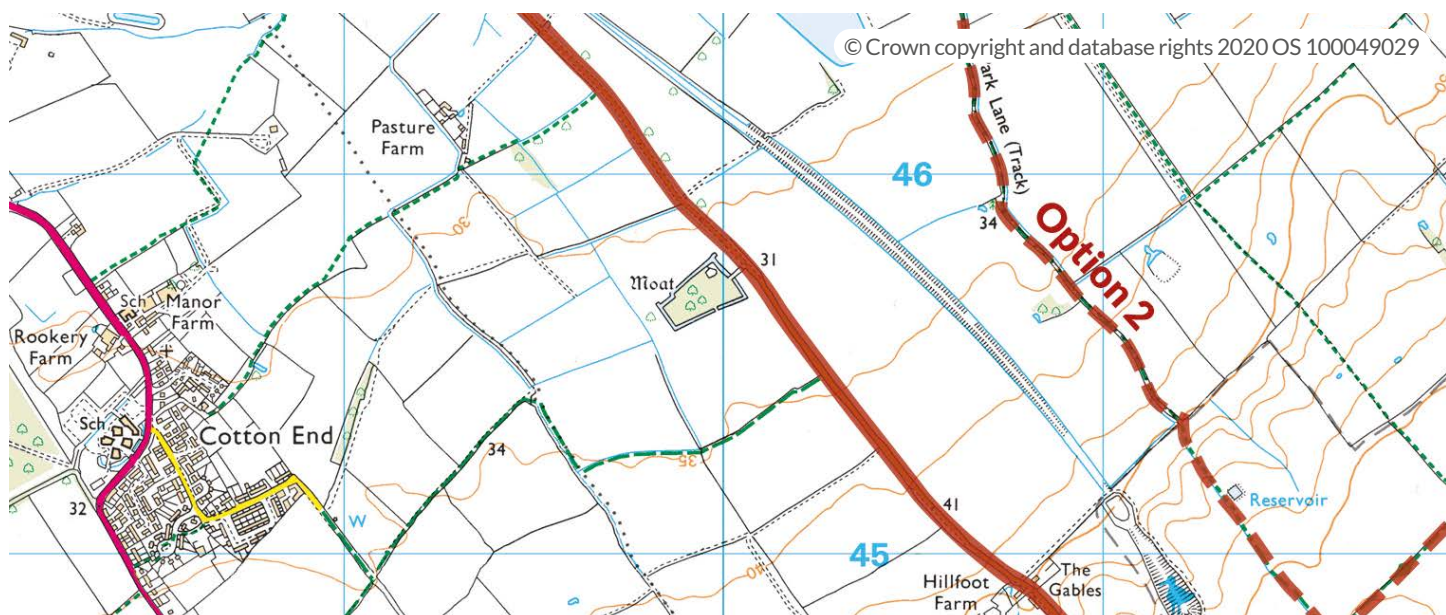 © Crown copyright and database rights 2020 OS 100049029
Pasture
Farm
ark Lane (Track)
46
34
Option 2
30
31
Moat
Sch
Manor
Farm
Rookery
Farm
Sch
Cotton End
34
35
32
W
41
Reservoir
45
40
Hillfoot
Farm
The
Gables